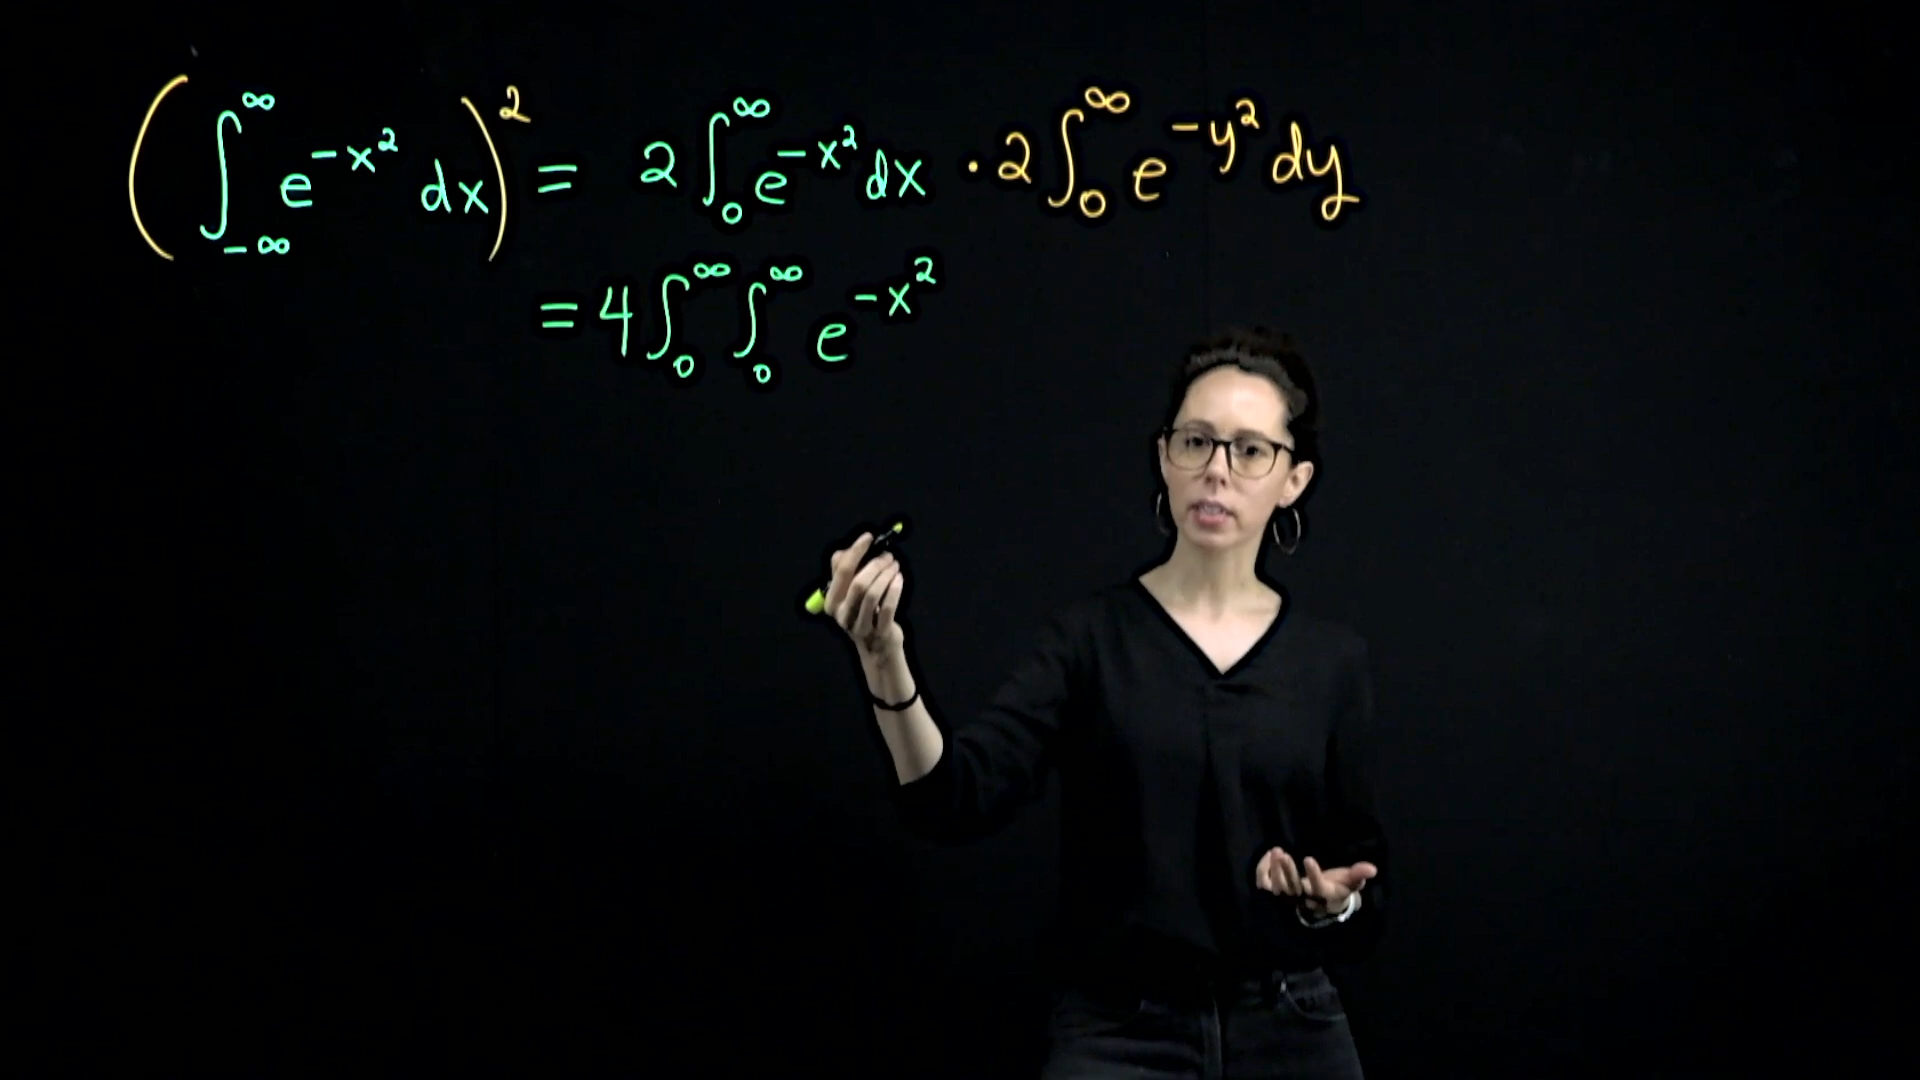 (∫_{-∞}^{∞} e^{-x²} dx)² = 2 ∫_0^∞ e^{-x²} dx · 2 ∫_0^∞ e^{-y²} dy
= 4 ∫_0^∞ ∫_0^∞ e^{-x²}